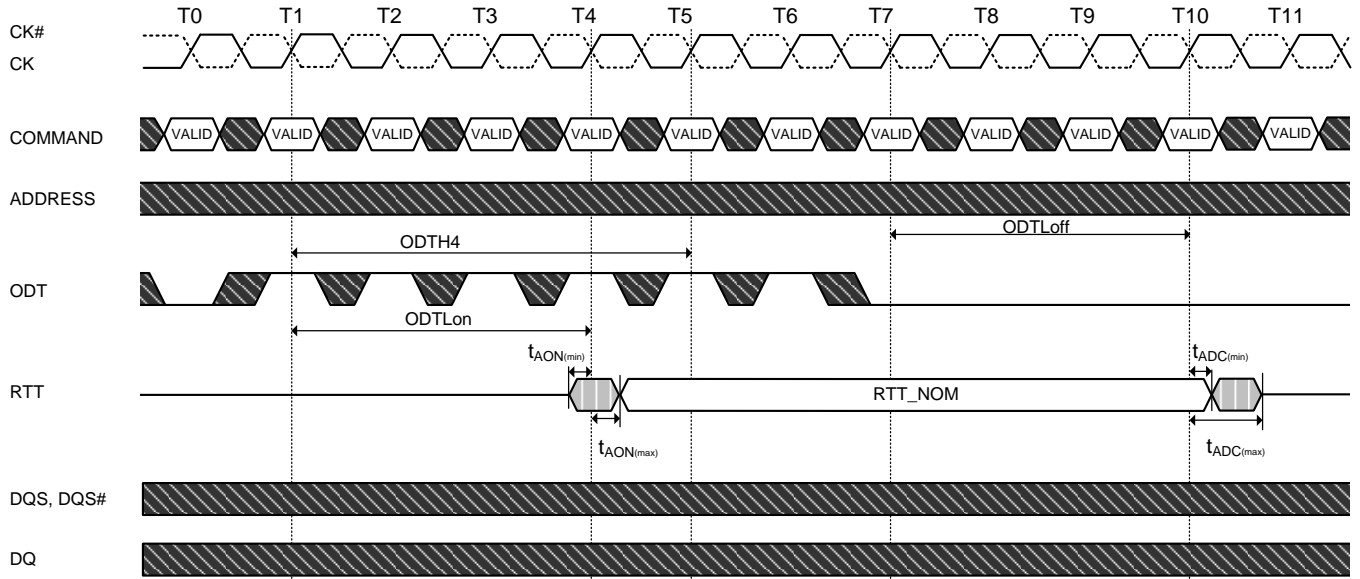 T0 T1 T2 T3 T4 T5 T6 T7 T8 T9 T10 T11
CK#
CK
COMMAND VALID VALID VALID VALID VALID VALID VALID VALID VALID VALID VALID VALID
ADDRESS
ODTLoff
ODTH4
ODT
ODTLon
tAON(min) tADC(min)
RTT RTT_NOM
tAON(max) tADC(max)
DQS, DQS#
DQ